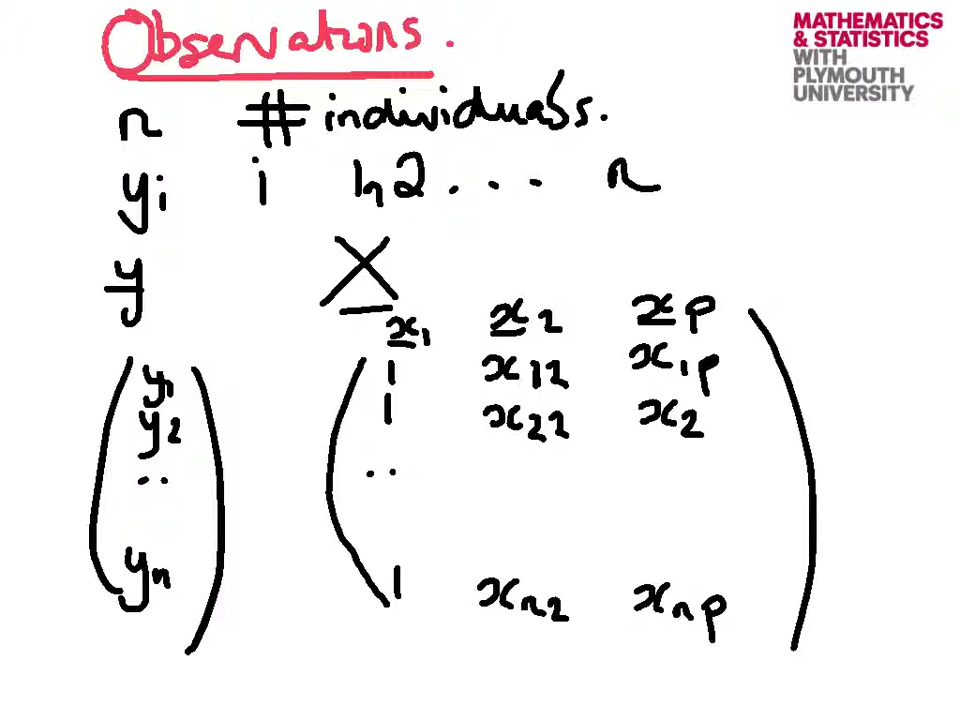 Observations.
MATHEMATICS
& STATISTICS
WITH
PLYMOUTH
UNIVERSITY
n # individuals.
yi i 1, 2 . . . n
y X
x1 x2 xp
y1 1 x12 x1p
y2 1 x22 x2
.. ..
yn 1 xn2 xnp